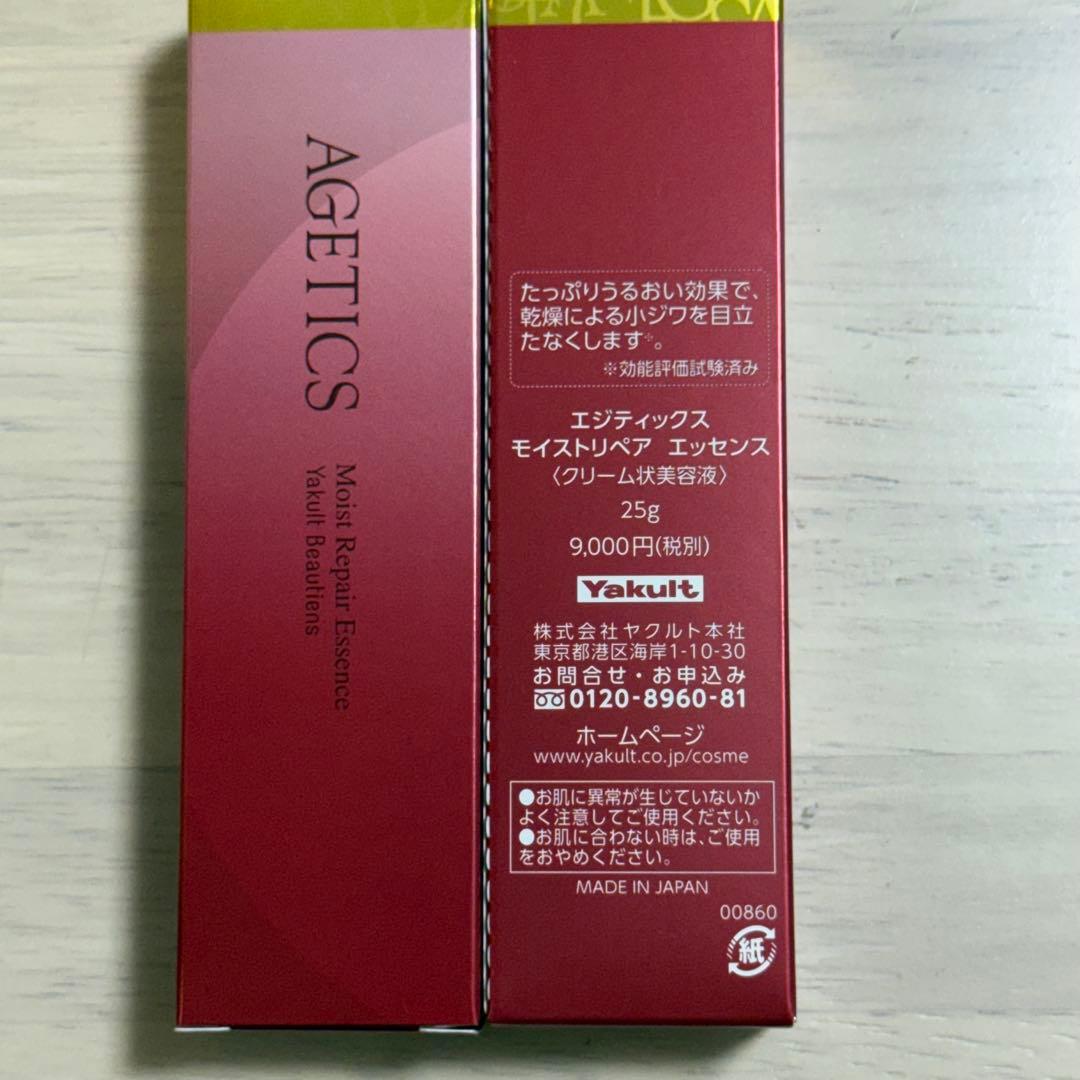 AGETICS
Moist Repair Essence
Yakult Beautiens
たっぷりうるおい効果で、
乾燥による小ジワを目立
たなくします※。
※効能評価試験済み
エジティックス
モイストリペア エッセンス
〈クリーム状美容液〉
25g
9,000円(税別)
Yakult
株式会社ヤクルト本社
東京都港区海岸1-10-30
お問合せ・お申込み
0120-8960-81
ホームページ
www.yakult.co.jp/cosme
●お肌に異常が生じていないか
よく注意してご使用ください。
●お肌に合わない時は、ご使用
をおやめください。
MADE IN JAPAN
00860
紙